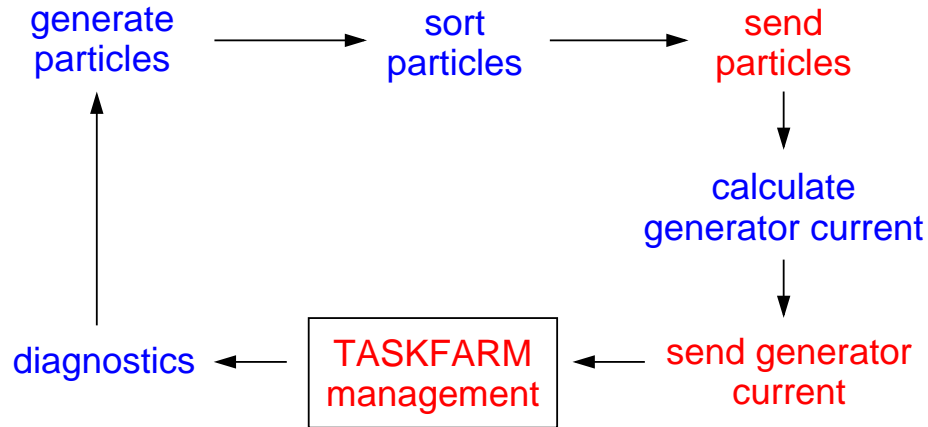 generate
particles
sort
particles
send
particles
calculate
generator current
send generator
current
TASKFARM
management
diagnostics